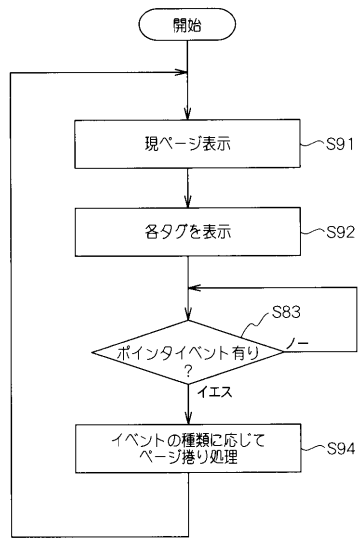 開始
現ページ表示
S91
各タグを表示
S92
S83
ポインタイベント有り
?
ノー
イエス
イベントの種類に応じて
ページ捲り処理
S94